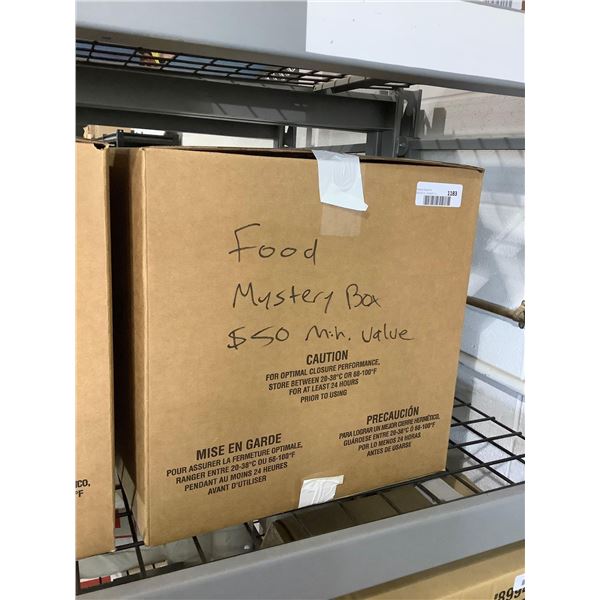 3383
Food
Mystery Box
$50 Min. Value
CAUTION
FOR OPTIMAL CLOSURE PERFORMANCE,
STORE BETWEEN 20-38°C OR 68-100°F
FOR AT LEAST 24 HOURS
PRIOR TO USING
MISE EN GARDE
POUR ASSURER LA FERMETURE OPTIMALE,
RANGER ENTRE 20-38°C OU 68-100°F
PENDANT AU MOINS 24 HEURES
AVANT D'UTILISER
PRECAUCIÓN
PARA LOGRAR UN MEJOR CIERRE HERMÉTICO,
GUÁRDESE ENTRE 20-38°C Ó 68-100°F
POR LO MENOS 24 HORAS
ANTES DE USARSE
TICO,
°F